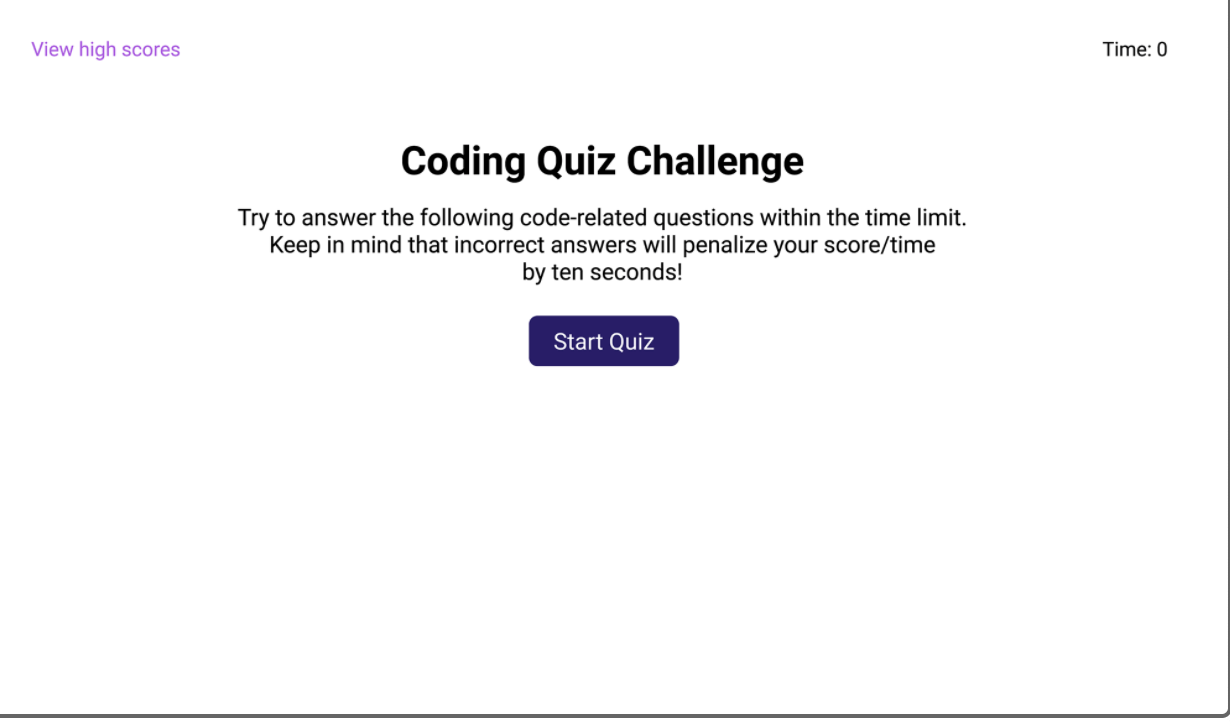 View high scores
Time: 0
Coding Quiz Challenge
Try to answer the following code-related questions within the time limit.
Keep in mind that incorrect answers will penalize your score/time
by ten seconds!
Start Quiz